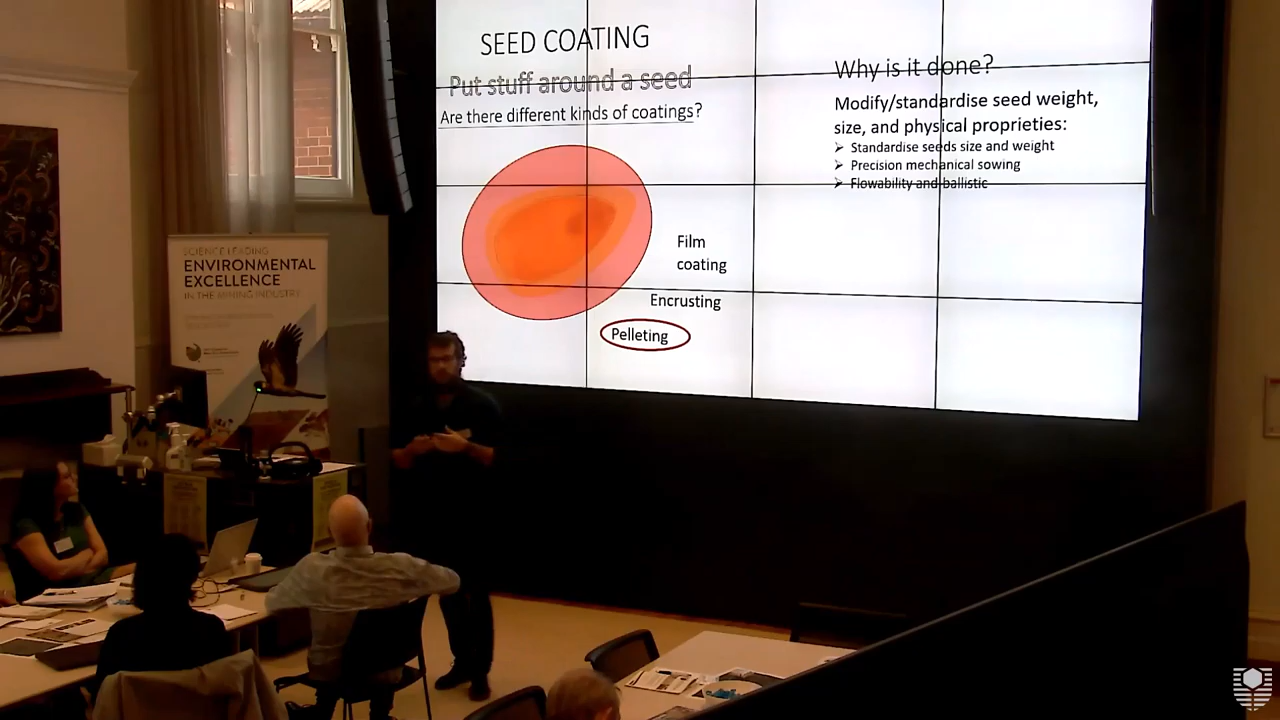 SEED COATING
Put stuff around a seed
Are there different kinds of coatings?
Film
coating
Encrusting
Pelleting
Why is it done?
Modify/standardise seed weight,
size, and physical proprieties:
Standardise seeds size and weight
Precision mechanical sowing
Flowability and ballistic
SCIENCE LEADING
ENVIRONMENTAL
EXCELLENCE
IN THE MINING INDUSTRY